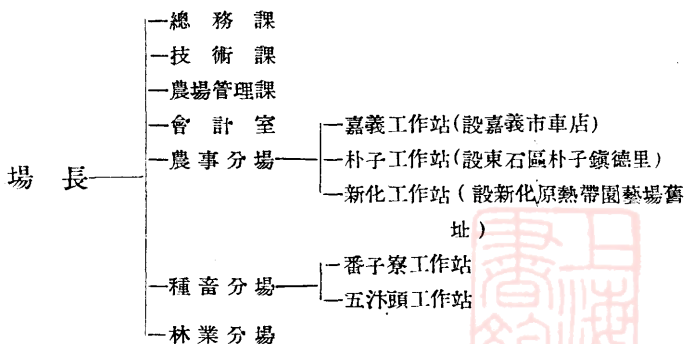 總務課
技術課
農場管理課
會計室
農事分場
嘉義工作站(設嘉義市車店)
朴子工作站(設東石區朴子鎮德里)
新化工作站(設新化原熱帶園藝場舊
址)
場長
種畜分場
番子寮工作站
五汴頭工作站
林業分場
上海
書館